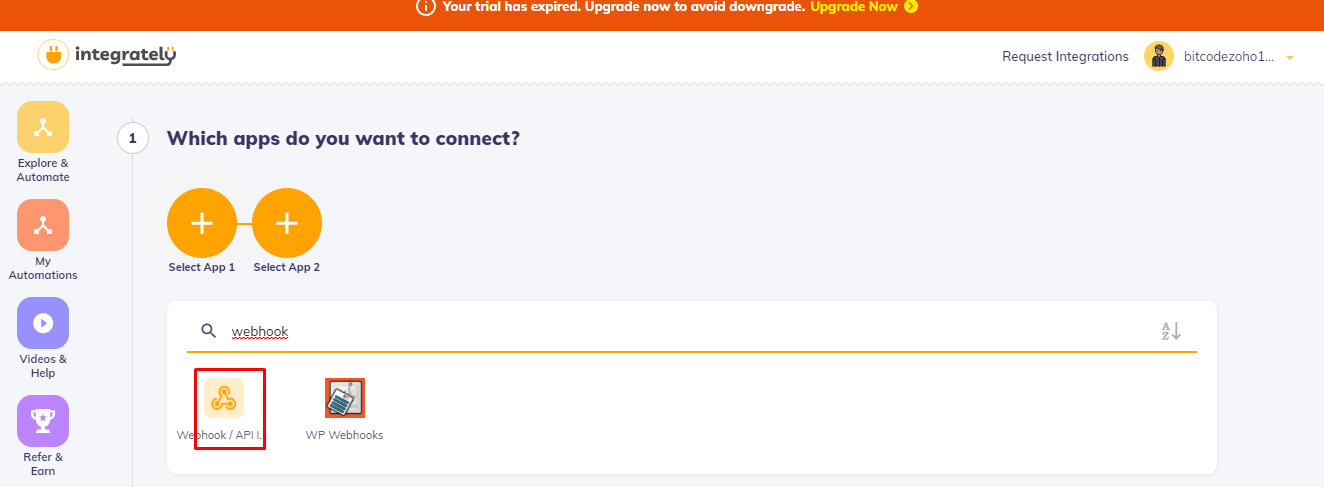 Your trial has expired. Upgrade now to avoid downgrade. Upgrade Now
integrately
Request Integrations
bitcodezoho1...
Explore &
Automate
My
Automations
Videos &
Help
Refer &
Earn
1
Which apps do you want to connect?
Select App 1 Select App 2
webhook
A
Z
Webhook / API I... WP Webhooks